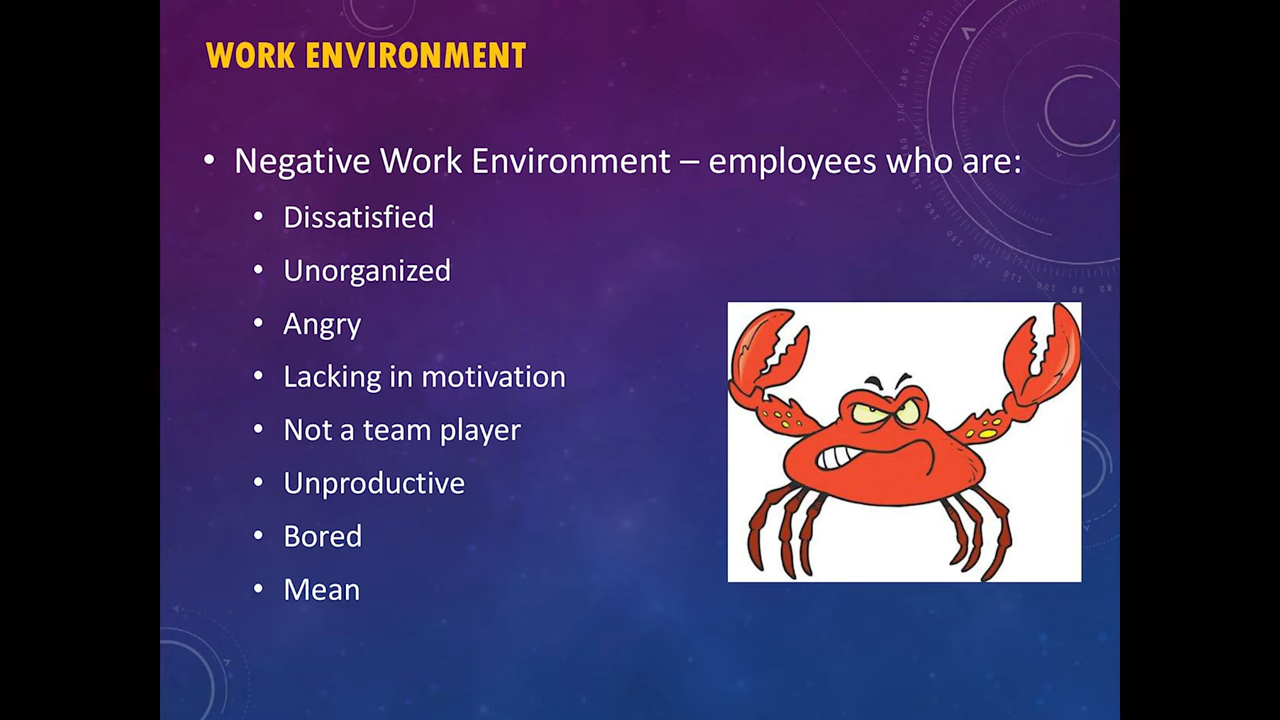 WORK ENVIRONMENT
• Negative Work Environment – employees who are:
• Dissatisfied
• Unorganized
• Angry
• Lacking in motivation
• Not a team player
• Unproductive
• Bored
• Mean